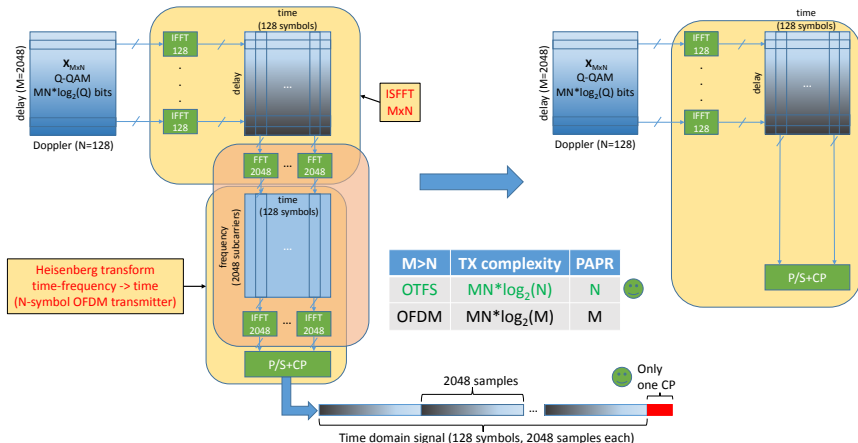 time
(128 symbols)
delay (M=2048)
X_MxN
Q-QAM
MN*log₂(Q) bits
Doppler (N=128)
IFFT
128
.
.
.
IFFT
128
delay
...
ISFFT
MxN
FFT
2048
...
FFT
2048
time
(128 symbols)
frequency
(2048 subcarriers)
...
Heisenberg transform
time-frequency -> time
(N-symbol OFDM transmitter)
IFFT
2048
...
IFFT
2048
P/S+CP
time
(128 symbols)
delay (M=2048)
X_MxN
Q-QAM
MN*log₂(Q) bits
Doppler (N=128)
IFFT
128
.
.
.
IFFT
128
delay
...
P/S+CP
M>N TX complexity PAPR
OTFS MN*log₂(N) N
OFDM MN*log₂(M) M
Only
one CP
2048 samples
...
Time domain signal (128 symbols, 2048 samples each)